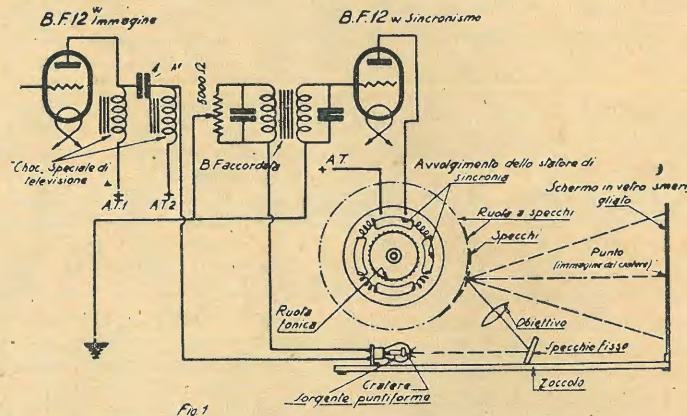 B.F.12 w Immagine
B.F.12 w Sincronismo
5000 Ω
"Choc. Speciale di
televisione
A.T.1
A.T.2
B.F.accordata
+ A.T.
Avvolgimento dello statore di
sincronia
Ruota a specchi
Specchi
Schermo in vetro smeri
gliato
Punto
(immagine del cratere)
Ruota
fonica
Obiettivo
Specchio fisso
Cratere
Sorgente puntiforme
Zoccolo
Fig. 1